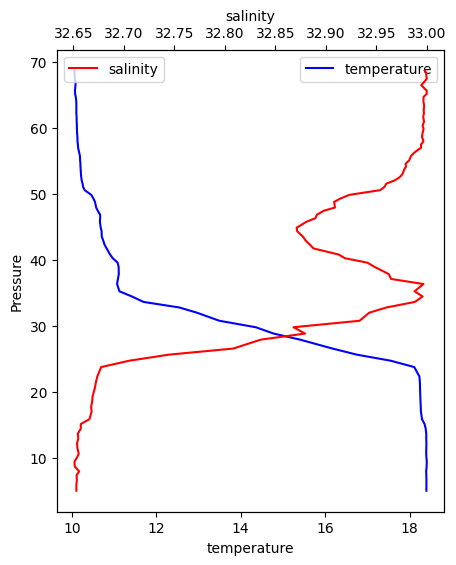 salinity
32.65 32.70 32.75 32.80 32.85 32.90 32.95 33.00
salinity
temperature
70
60
50
40
30
20
10
Pressure
10 12 14 16 18
temperature